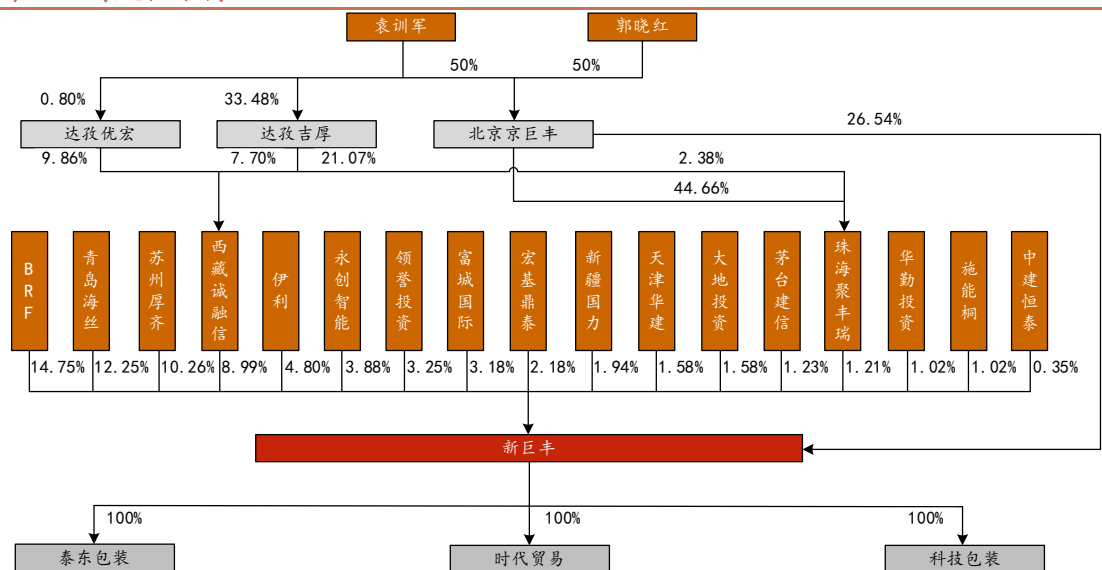 袁训军
郭晓红
50%
50%
0.80%
33.48%
26.54%
达孜优宏
达孜吉厚
北京京巨丰
9.86%
7.70%
21.07%
2.38%
44.66%
BRF
青岛海丝
苏州厚齐
西藏诚融信
伊利
永创智能
领誉投资
富城国际
宏基鼎泰
新疆国力
天津华建
大地投资
茅台建信
珠海聚丰瑞
华勤投资
施能桐
中建恒泰
14.75%
12.25%
10.26%
8.99%
4.80%
3.88%
3.25%
3.18%
2.18%
1.94%
1.58%
1.58%
1.23%
1.21%
1.02%
1.02%
0.35%
新巨丰
100%
100%
100%
泰东包装
时代贸易
科技包装